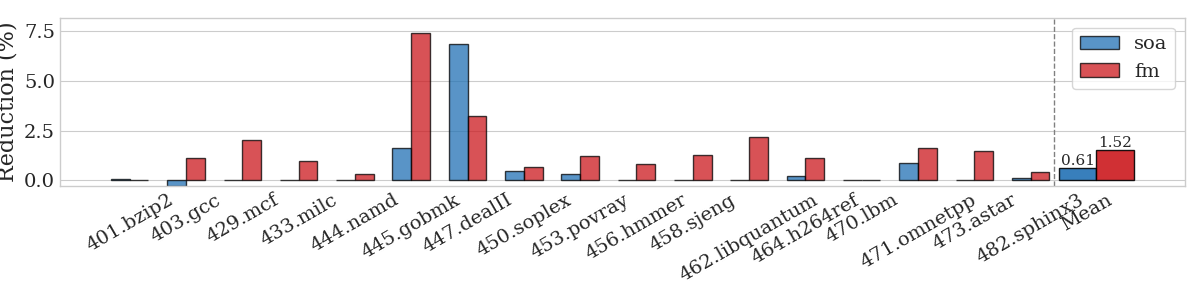 Reduction (%)
7.5
5.0
2.5
0.0
soa
fm
0.61
1.52
401.bzip2
403.gcc
429.mcf
433.milc
444.namd
445.gobmk
447.dealII
450.soplex
453.povray
456.hmmer
458.sjeng
462.libquantum
464.h264ref
470.lbm
471.omnetpp
473.astar
482.sphinx3
Mean